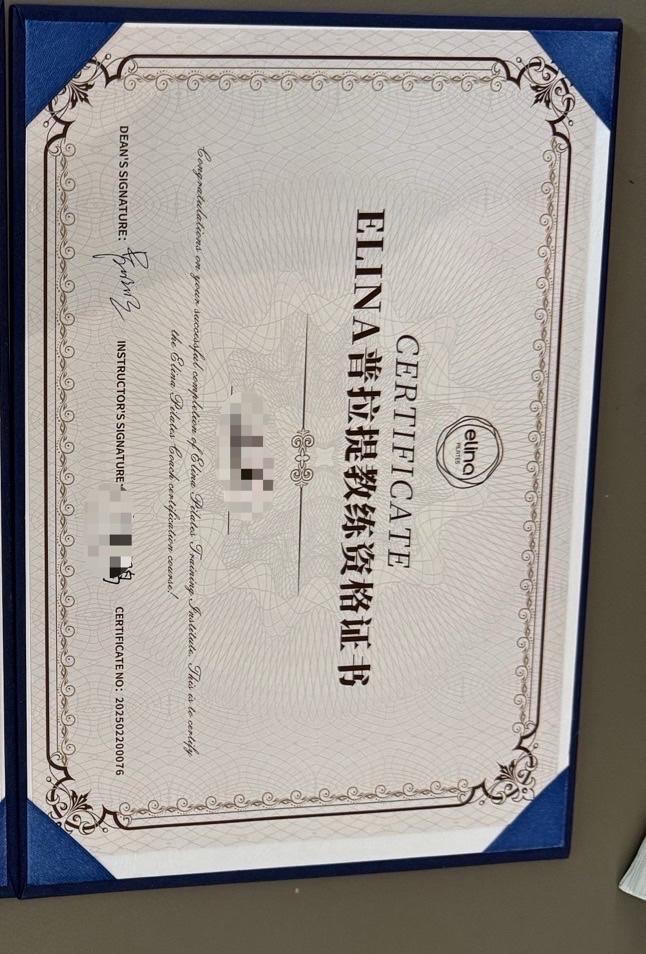 elina
PILATES
CERTIFICATE
ELINA普拉提教练资格证书
Congratulations on your successful completion of Elina Pilates Training Institute. This is to certify
the Elina Pilates Coach certification course!
DEAN'S SIGNATURE: INSTRUCTOR'S SIGNATURE: CERTIFICATE NO: 202502200076